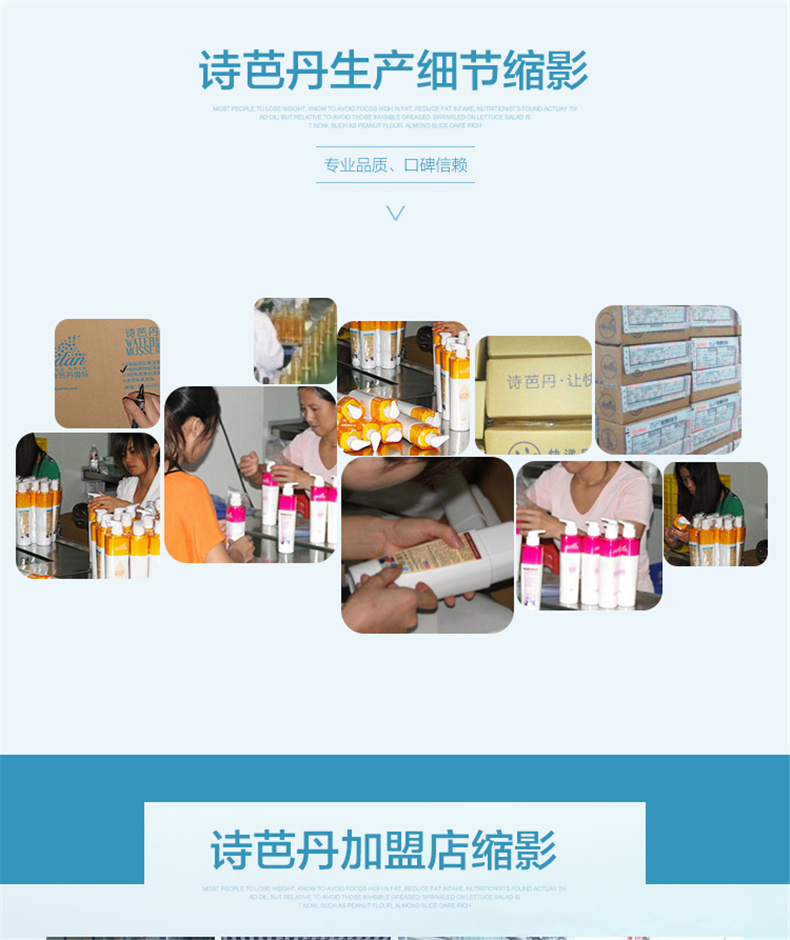 诗芭丹生产细节缩影
MOST PEOPLE TO LOSE WEIGHT, KNOW TO AVOID FOODS HIGH IN FAT, REDUCE FAT INTAKE, NUTRITIONISTS FOUND ACTUAY TH
AD OIL, BUT RELATIVE TO AVOID THOSE INVISIBLE GREASED: SPRINKLED ON LETTUCE SALAD IS
'T NOW, SUCH AS PEANUT FLOUR, ALMOND SLICE OARE RICH
专业品质、口碑信赖
诗芭丹
WATER
MOSSE
诗芭丹·让快
诗芭丹加盟店缩影
MOST PEOPLE TO LOSE WEIGHT, KNOW TO AVOID FOODS HIGH IN FAT, REDUCE FAT INTAKE, NUTRITIONISTS FOUND ACTUAY TH
AD OIL, BUT RELATIVE TO AVOID THOSE INVISIBLE GREASED: SPRINKLED ON LETTUCE SALAD IS
'T NOW, SUCH AS PEANUT FLOUR, ALMOND SLICE OARE RICH